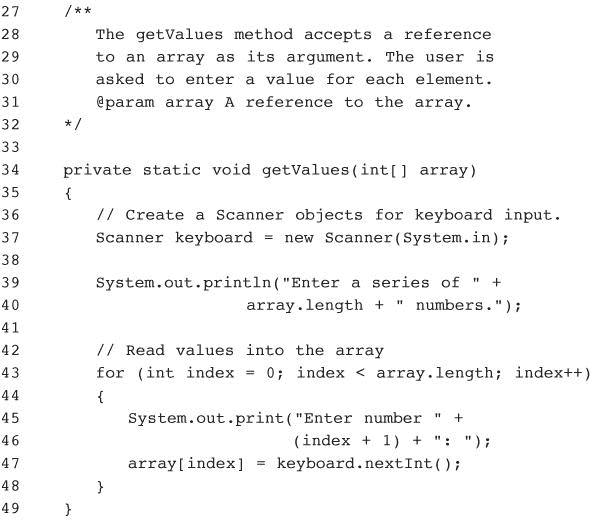 27 /**
28 The getValues method accepts a reference
29 to an array as its argument. The user is
30 asked to enter a value for each element.
31 @param array A reference to the array.
32 */
33
34 private static void getValues(int[] array)
35 {
36 // Create a Scanner objects for keyboard input.
37 Scanner keyboard = new Scanner(System.in);
38
39 System.out.println("Enter a series of " +
40 array.length + " numbers.");
41
42 // Read values into the array
43 for (int index = 0; index < array.length; index++)
44 {
45 System.out.print("Enter number " +
46 (index + 1) + ": ");
47 array[index] = keyboard.nextInt();
48 }
49 }